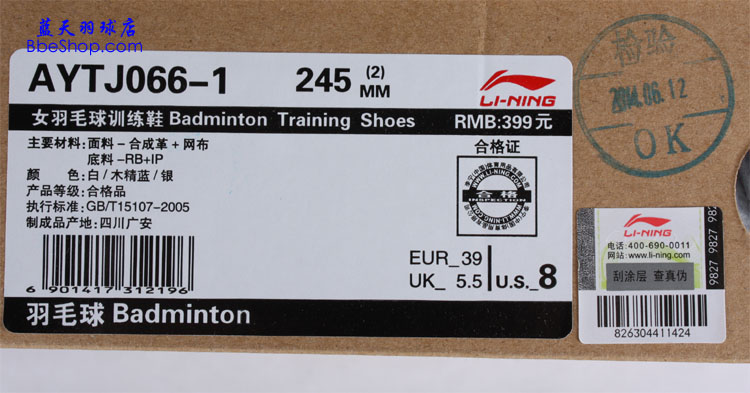 蓝天羽球店
BbeShop.com
AYTJ066-1 245 (2) MM
LI-NING
女羽毛球训练鞋 Badminton Training Shoes RMB:399元
主要材料: 面料-合成革+网布
底料-RB+IP
颜 色: 白/木精蓝/银
产品等级: 合格品
执行标准: GB/T15107-2005
制成品产地: 四川广安
6 901417 312196
合格证
LI-NING
合格
INSPECTION
EUR_39
UK_ 5.5
U.S._8
羽毛球 Badminton
检验
2014.06.12
OK
LI-NING
电话:400-690-0011
网站:www.li-ning.com
刮涂层 查真伪
9827 9827 982
826304411424